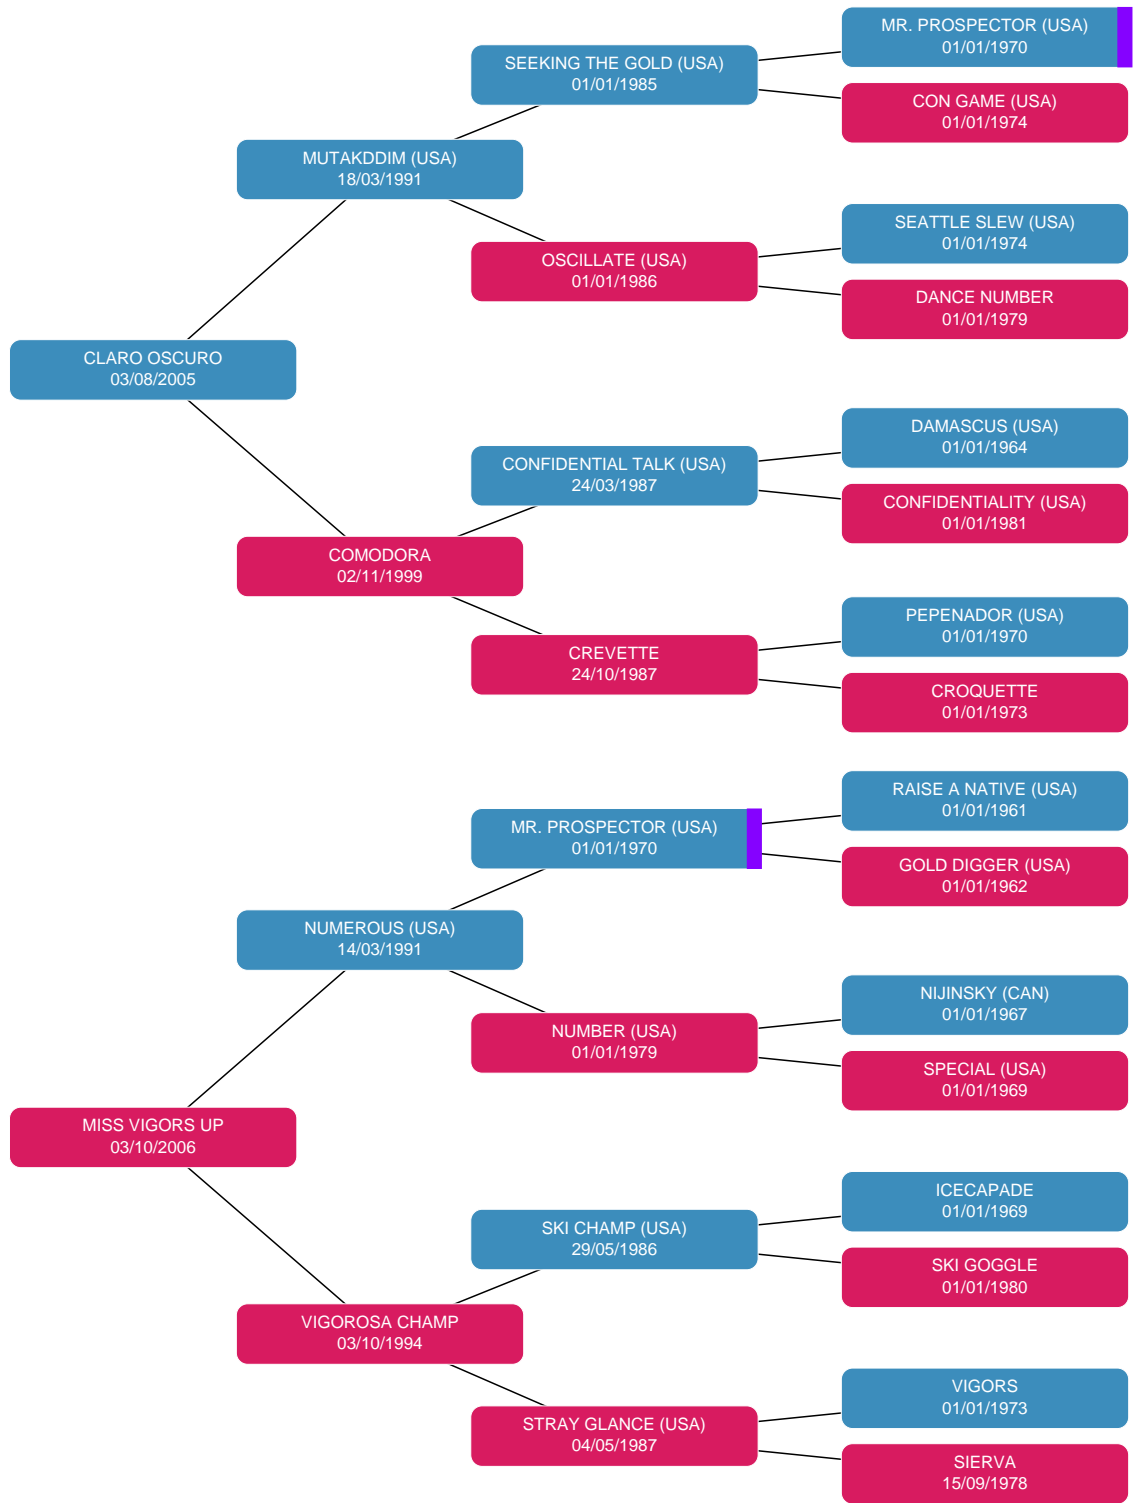 MR. PROSPECTOR (USA)
01/01/1970
SEEKING THE GOLD (USA)
01/01/1985
CON GAME (USA)
01/01/1974
MUTAKDDIM (USA)
18/03/1991
SEATTLE SLEW (USA)
01/01/1974
OSCILLATE (USA)
01/01/1986
DANCE NUMBER
01/01/1979
CLARO OSCURO
03/08/2005
DAMASCUS (USA)
01/01/1964
CONFIDENTIAL TALK (USA)
24/03/1987
CONFIDENTIALITY (USA)
01/01/1981
COMODORA
02/11/1999
PEPENADOR (USA)
01/01/1970
CREVETTE
24/10/1987
CROQUETTE
01/01/1973
RAISE A NATIVE (USA)
01/01/1961
MR. PROSPECTOR (USA)
01/01/1970
GOLD DIGGER (USA)
01/01/1962
NUMEROUS (USA)
14/03/1991
NIJINSKY (CAN)
01/01/1967
NUMBER (USA)
01/01/1979
SPECIAL (USA)
01/01/1969
MISS VIGORS UP
03/10/2006
ICECAPADE
01/01/1969
SKI CHAMP (USA)
29/05/1986
SKI GOGGLE
01/01/1980
VIGOROSA CHAMP
03/10/1994
VIGORS
01/01/1973
STRAY GLANCE (USA)
04/05/1987
SIERVA
15/09/1978